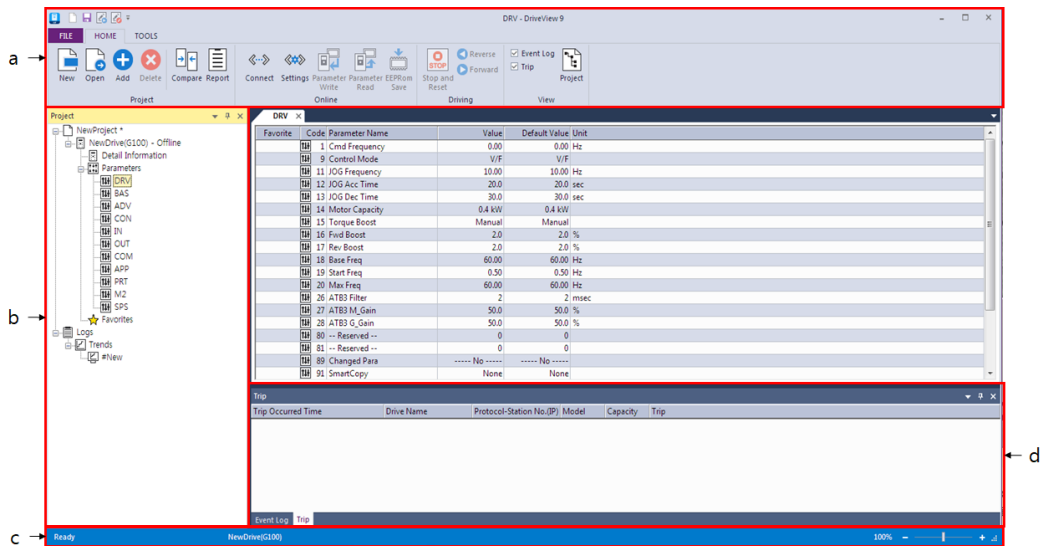 DRV - DriveView 9
FILE HOME TOOLS
a
New Open Add Delete Compare Report Connect Settings Parameter Write Parameter Read EEPRom Save Stop and Reset Reverse Forward Event Log Trip Project
STOP
Project Online Driving View
Project
NewProject *
NewDrive(G100) - Offline
Detail Information
Parameters
DRV
BAS
ADV
CON
IN
OUT
COM
APP
PRT
M2
SPS
Favorites
Logs
Trends
#New
b
DRV
Favorite Code Parameter Name Value Default Value Unit
1 Cmd Frequency 0.00 0.00 Hz
9 Control Mode V/F V/F
11 JOG Frequency 10.00 10.00 Hz
12 JOG Acc Time 20.0 20.0 sec
13 JOG Dec Time 30.0 30.0 sec
14 Motor Capacity 0.4 kW 0.4 kW
15 Torque Boost Manual Manual
16 Fwd Boost 2.0 2.0 %
17 Rev Boost 2.0 2.0 %
18 Base Freq 60.00 60.00 Hz
19 Start Freq 0.50 0.50 Hz
20 Max Freq 60.00 60.00 Hz
26 ATB3 Filter 2 2 msec
27 ATB3 M_Gain 50.0 50.0 %
28 ATB3 G_Gain 50.0 50.0 %
80 -- Reserved -- 0 0
81 -- Reserved -- 0 0
89 Changed Para ----- No ----- ----- No -----
91 SmartCopy None None
Trip
Trip Occurred Time Drive Name Protocol-Station No.(IP) Model Capacity Trip
d
Event Log Trip
c
Ready NewDrive(G100) 100%